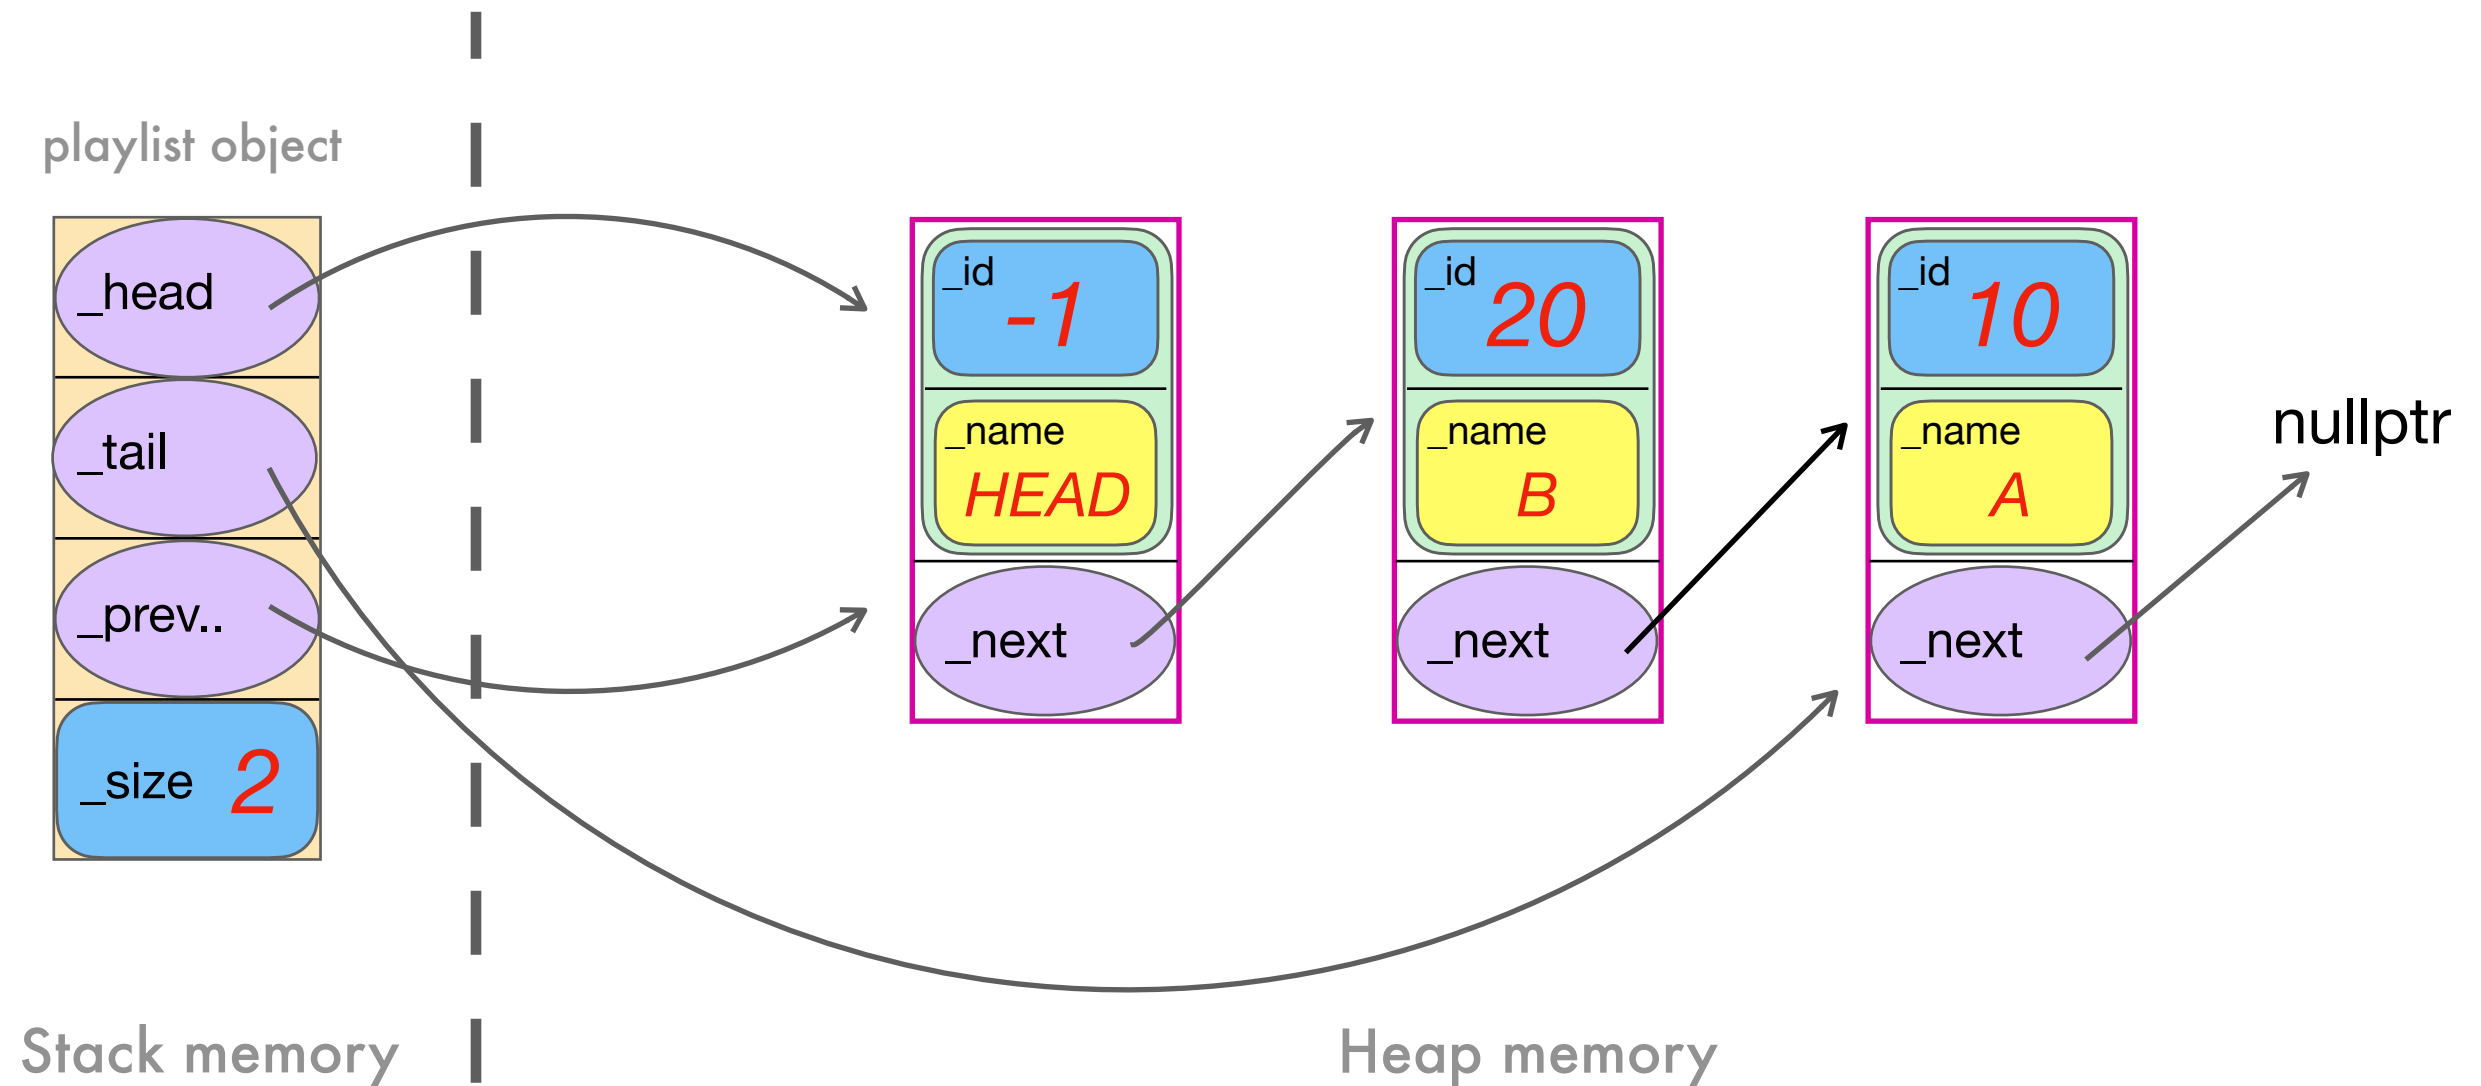 playlist object
_head
_tail
_prev..
_size 2
_id -1
_name
HEAD
_next
_id 20
_name
B
_next
_id 10
_name
A
_next
nullptr
Stack memory
Heap memory